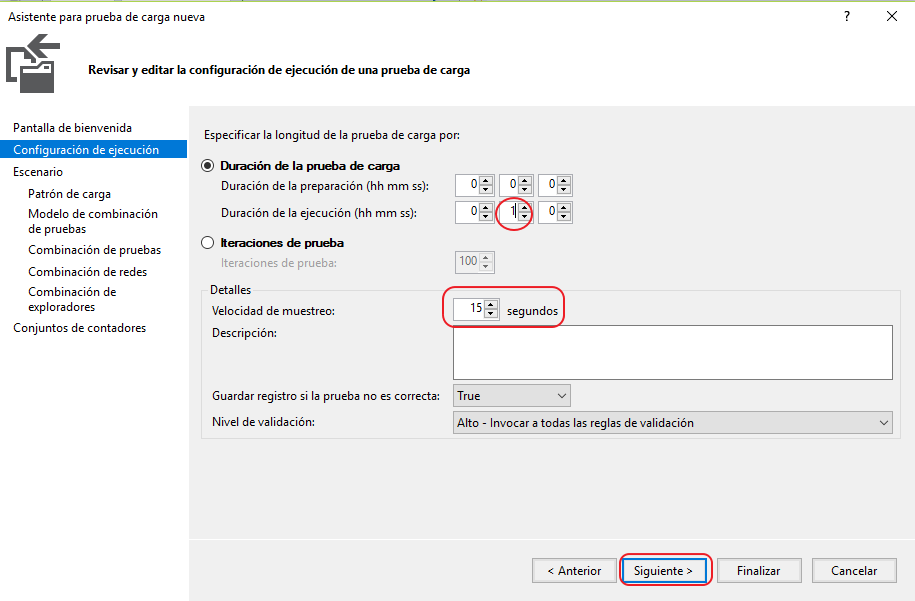 Asistente para prueba de carga nueva
?
Revisar y editar la configuración de ejecución de una prueba de carga
Pantalla de bienvenida
Configuración de ejecución
Escenario
Patrón de carga
Modelo de combinación
de pruebas
Combinación de pruebas
Combinación de redes
Combinación de
exploradores
Conjuntos de contadores
Especificar la longitud de la prueba de carga por:
Duración de la prueba de carga
Duración de la preparación (hh mm ss): 0 0 0
Duración de la ejecución (hh mm ss): 0 1 0
Iteraciones de prueba
Iteraciones de prueba: 100
Detalles
Velocidad de muestreo: 15 segundos
Descripción:
Guardar registro si la prueba no es correcta: True
Nivel de validación: Alto - Invocar a todas las reglas de validación
< Anterior Siguiente > Finalizar Cancelar